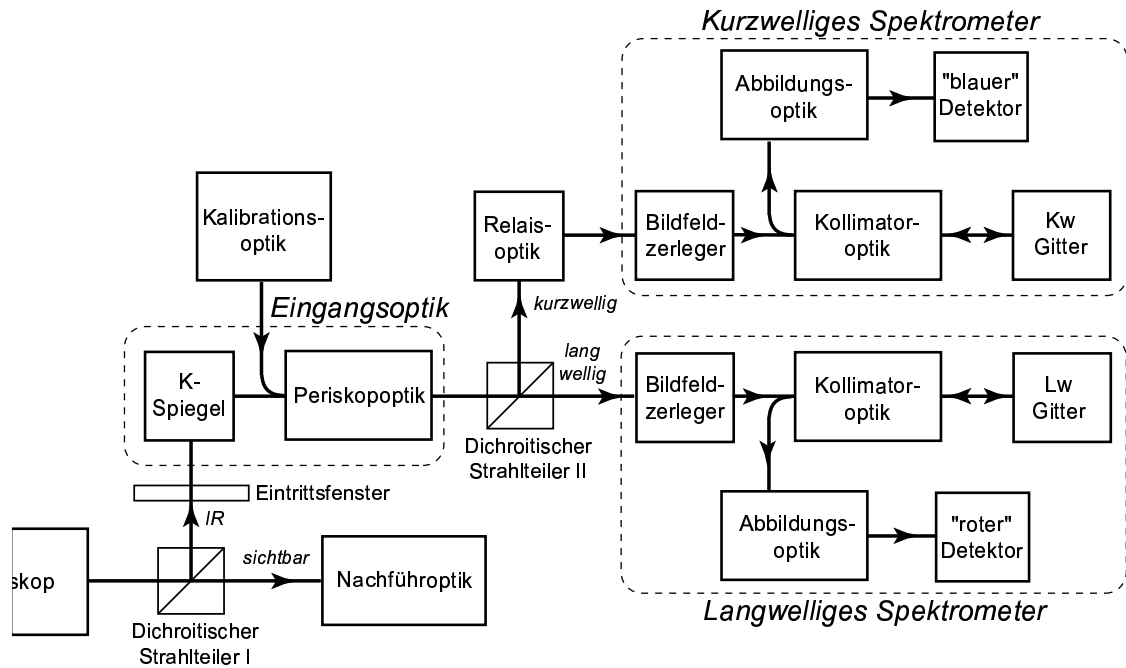 Kurzwelliges Spektrometer
Abbildungs-
optik
"blauer"
Detektor
Kalibrations-
optik
Relais-
optik
Bildfeld-
zerleger
Kollimator-
optik
Kw
Gitter
Eingangsoptik
kurzwellig
K-
Spiegel
Periskopoptik
lang
wellig
Bildfeld-
zerleger
Kollimator-
optik
Lw
Gitter
Dichroitischer
Strahlteiler II
Eintrittsfenster
IR
Abbildungs-
optik
"roter"
Detektor
skop
sichtbar
Nachführoptik
Langwelliges Spektrometer
Dichroitischer
Strahlteiler I